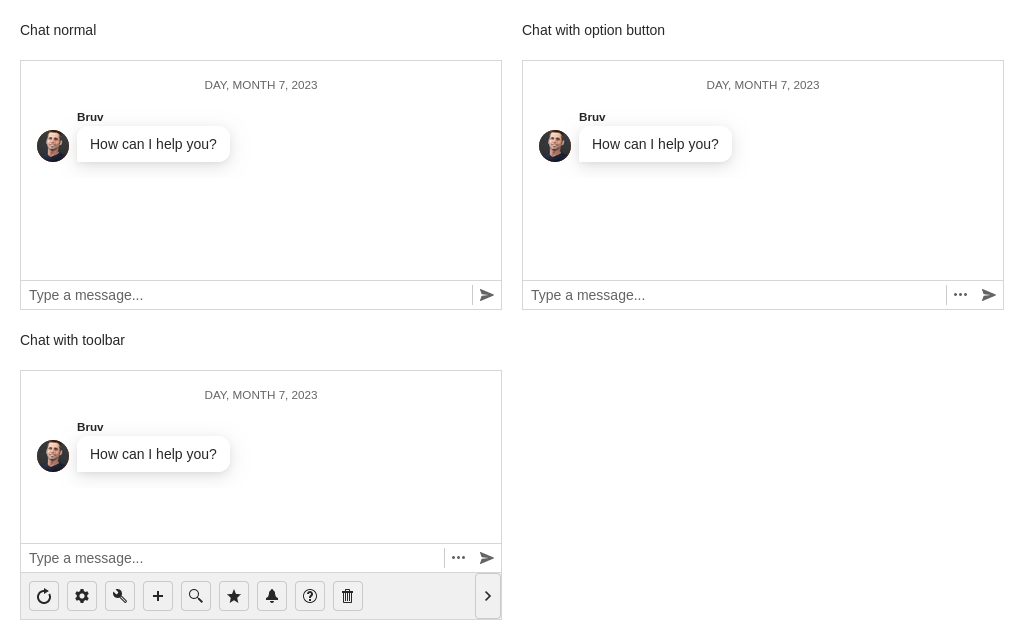 Chat normal
DAY, MONTH 7, 2023
Bruv
How can I help you?
Type a message...
Chat with option button
DAY, MONTH 7, 2023
Bruv
How can I help you?
Type a message...
Chat with toolbar
DAY, MONTH 7, 2023
Bruv
How can I help you?
Type a message...